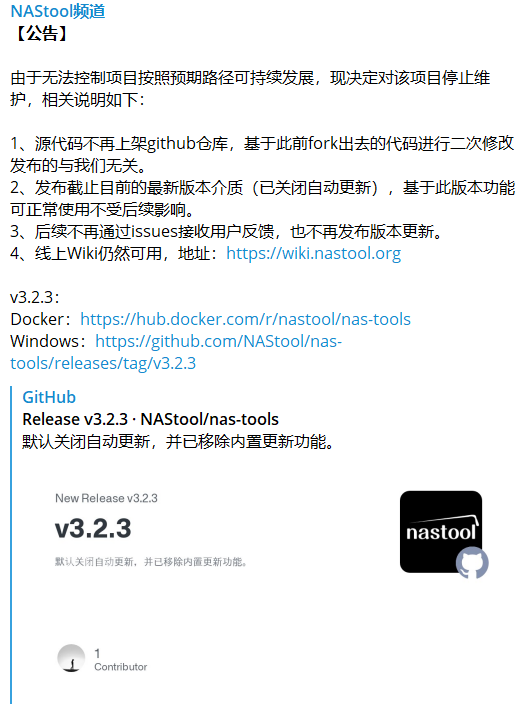 NAStool频道
【公告】
由于无法控制项目按照预期路径可持续发展，现决定对该项目停止维
护，相关说明如下：
1、源代码不再上架github仓库，基于此前fork出去的代码进行二次修改
发布的与我们无关。
2、发布截止目前的最新版本介质（已关闭自动更新），基于此版本功能
可正常使用不受后续影响。
3、后续不再通过issues接收用户反馈，也不再发布版本更新。
4、线上Wiki仍然可用，地址：https://wiki.nastool.org
v3.2.3：
Docker：https://hub.docker.com/r/nastool/nas-tools
Windows：https://github.com/NAStool/nas-
tools/releases/tag/v3.2.3
GitHub
Release v3.2.3 · NAStool/nas-tools
默认关闭自动更新，并已移除内置更新功能。
New Release v3.2.3
v3.2.3
默认关闭自动更新，并已移除内置更新功能。
nastool
1
Contributor